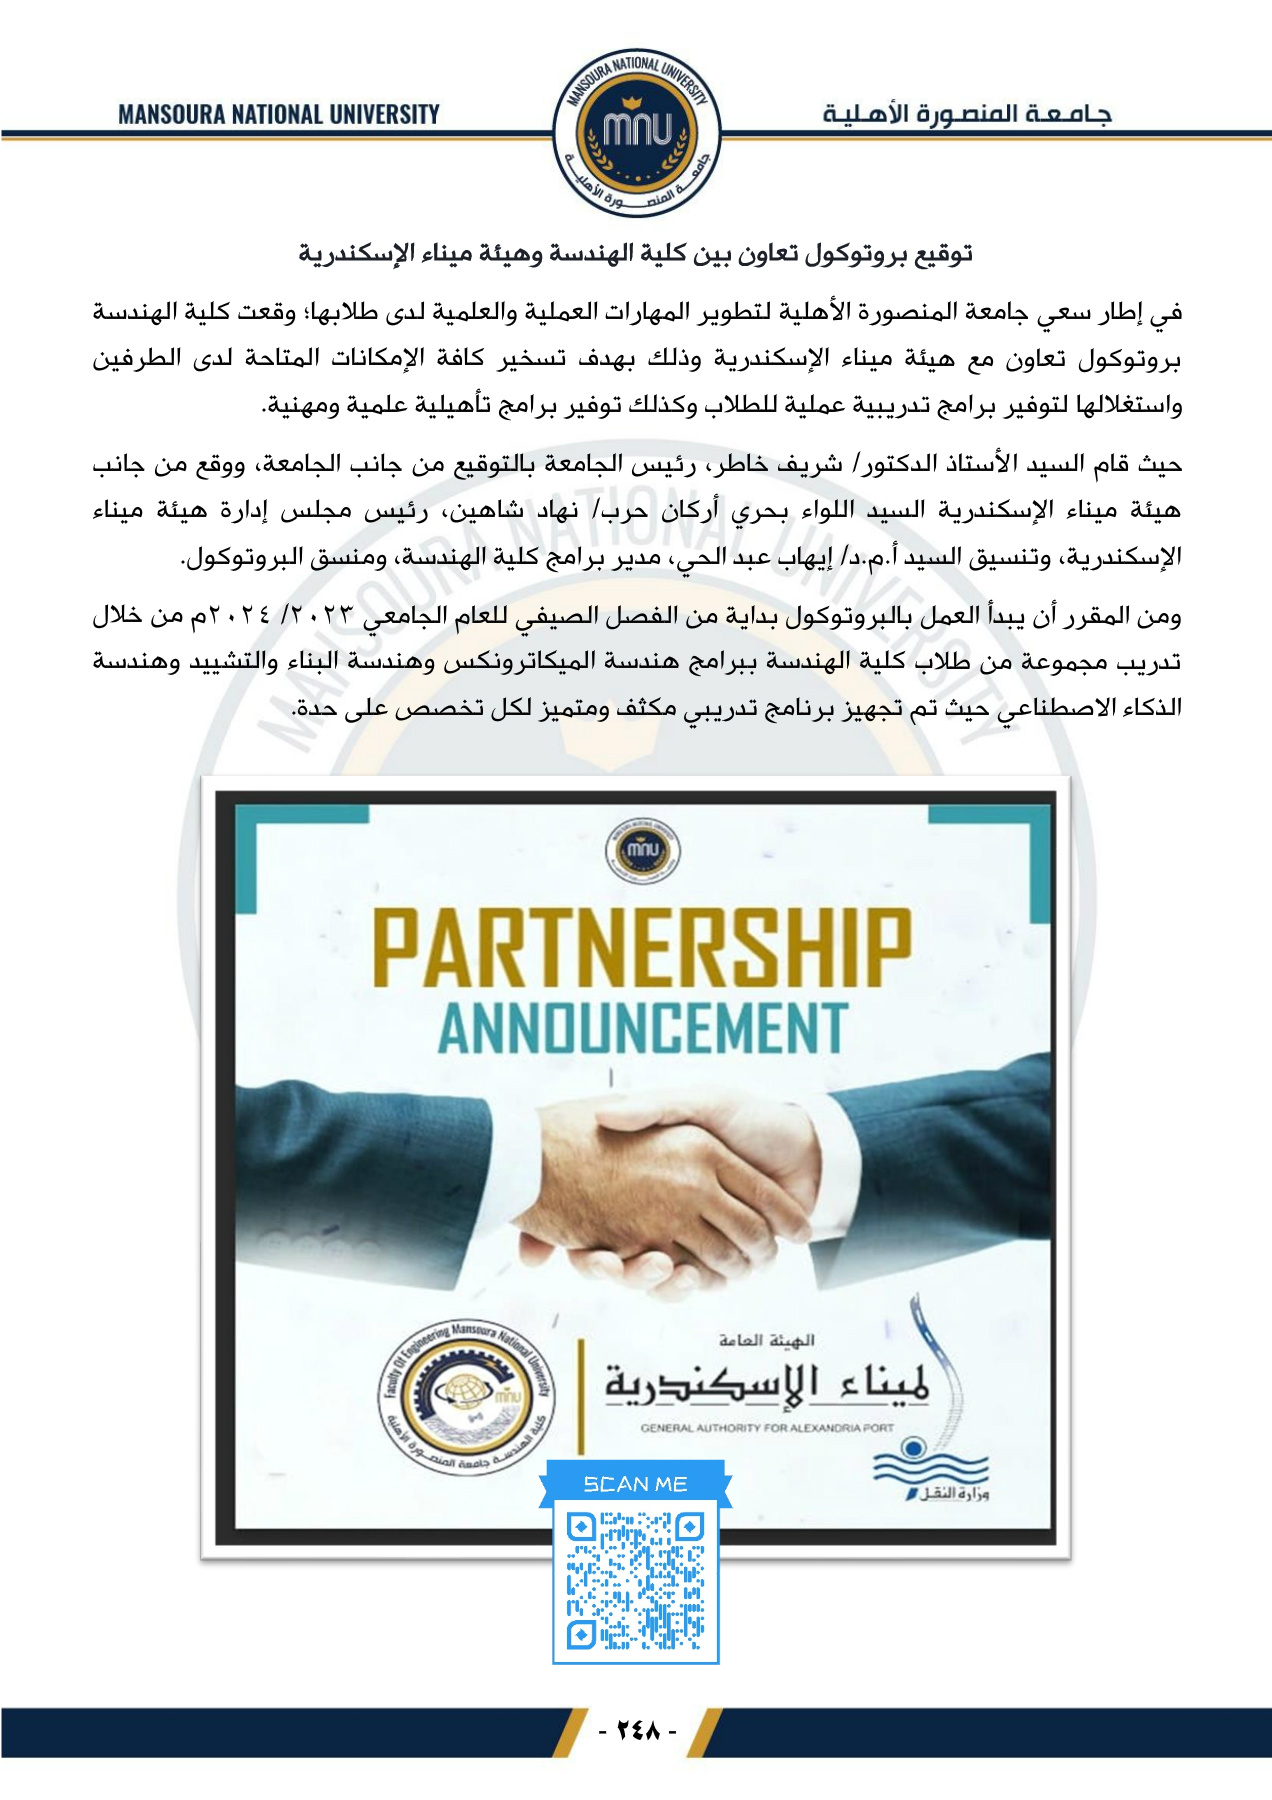 MANSOURA NATIONAL UNIVERSITY
جامعة المنصورة الأهلية
MANSOURA NATIONAL UNIVERSITY
mnu
جامعة المنصورة الأهلية
توقيع بروتوكول تعاون بين كلية الهندسة وهيئة ميناء الإسكندرية
في إطار سعي جامعة المنصورة الأهلية لتطوير المهارات العملية والعلمية لدى طلابها؛ وقعت كلية الهندسة
بروتوكول تعاون مع هيئة ميناء الإسكندرية وذلك بهدف تسخير كافة الإمكانات المتاحة لدى الطرفين
واستغلالها لتوفير برامج تدريبية عملية للطلاب وكذلك توفير برامج تأهيلية علمية ومهنية.
حيث قام السيد الأستاذ الدكتور/ شريف خاطر، رئيس الجامعة بالتوقيع من جانب الجامعة، ووقع من جانب
هيئة ميناء الإسكندرية السيد اللواء بحري أركان حرب/ نهاد شاهين، رئيس مجلس إدارة هيئة ميناء
الإسكندرية، وتنسيق السيد أ.م.د/ إيهاب عبد الحي، مدير برامج كلية الهندسة، ومنسق البروتوكول.
ومن المقرر أن يبدأ العمل بالبروتوكول بداية من الفصل الصيفي للعام الجامعي ٢٠٢٣/ ٢٠٢٤م من خلال
تدريب مجموعة من طلاب كلية الهندسة ببرامج هندسة الميكاترونكس وهندسة البناء والتشييد وهندسة
الذكاء الاصطناعي حيث تم تجهيز برنامج تدريبي مكثف ومتميز لكل تخصص على حدة.
MANSOURA NATIONAL UNIVERSITY
mnu
PARTNERSHIP
ANNOUNCEMENT
Faculty Of Engineering Mansoura National University
mnu
كلية الهندسة جامعة المنصورة الأهلية
الهيئة العامة
لميناء الإسكندرية
GENERAL AUTHORITY FOR ALEXANDRIA PORT
وزارة النقل
SCAN ME
- ٢٤٨ -